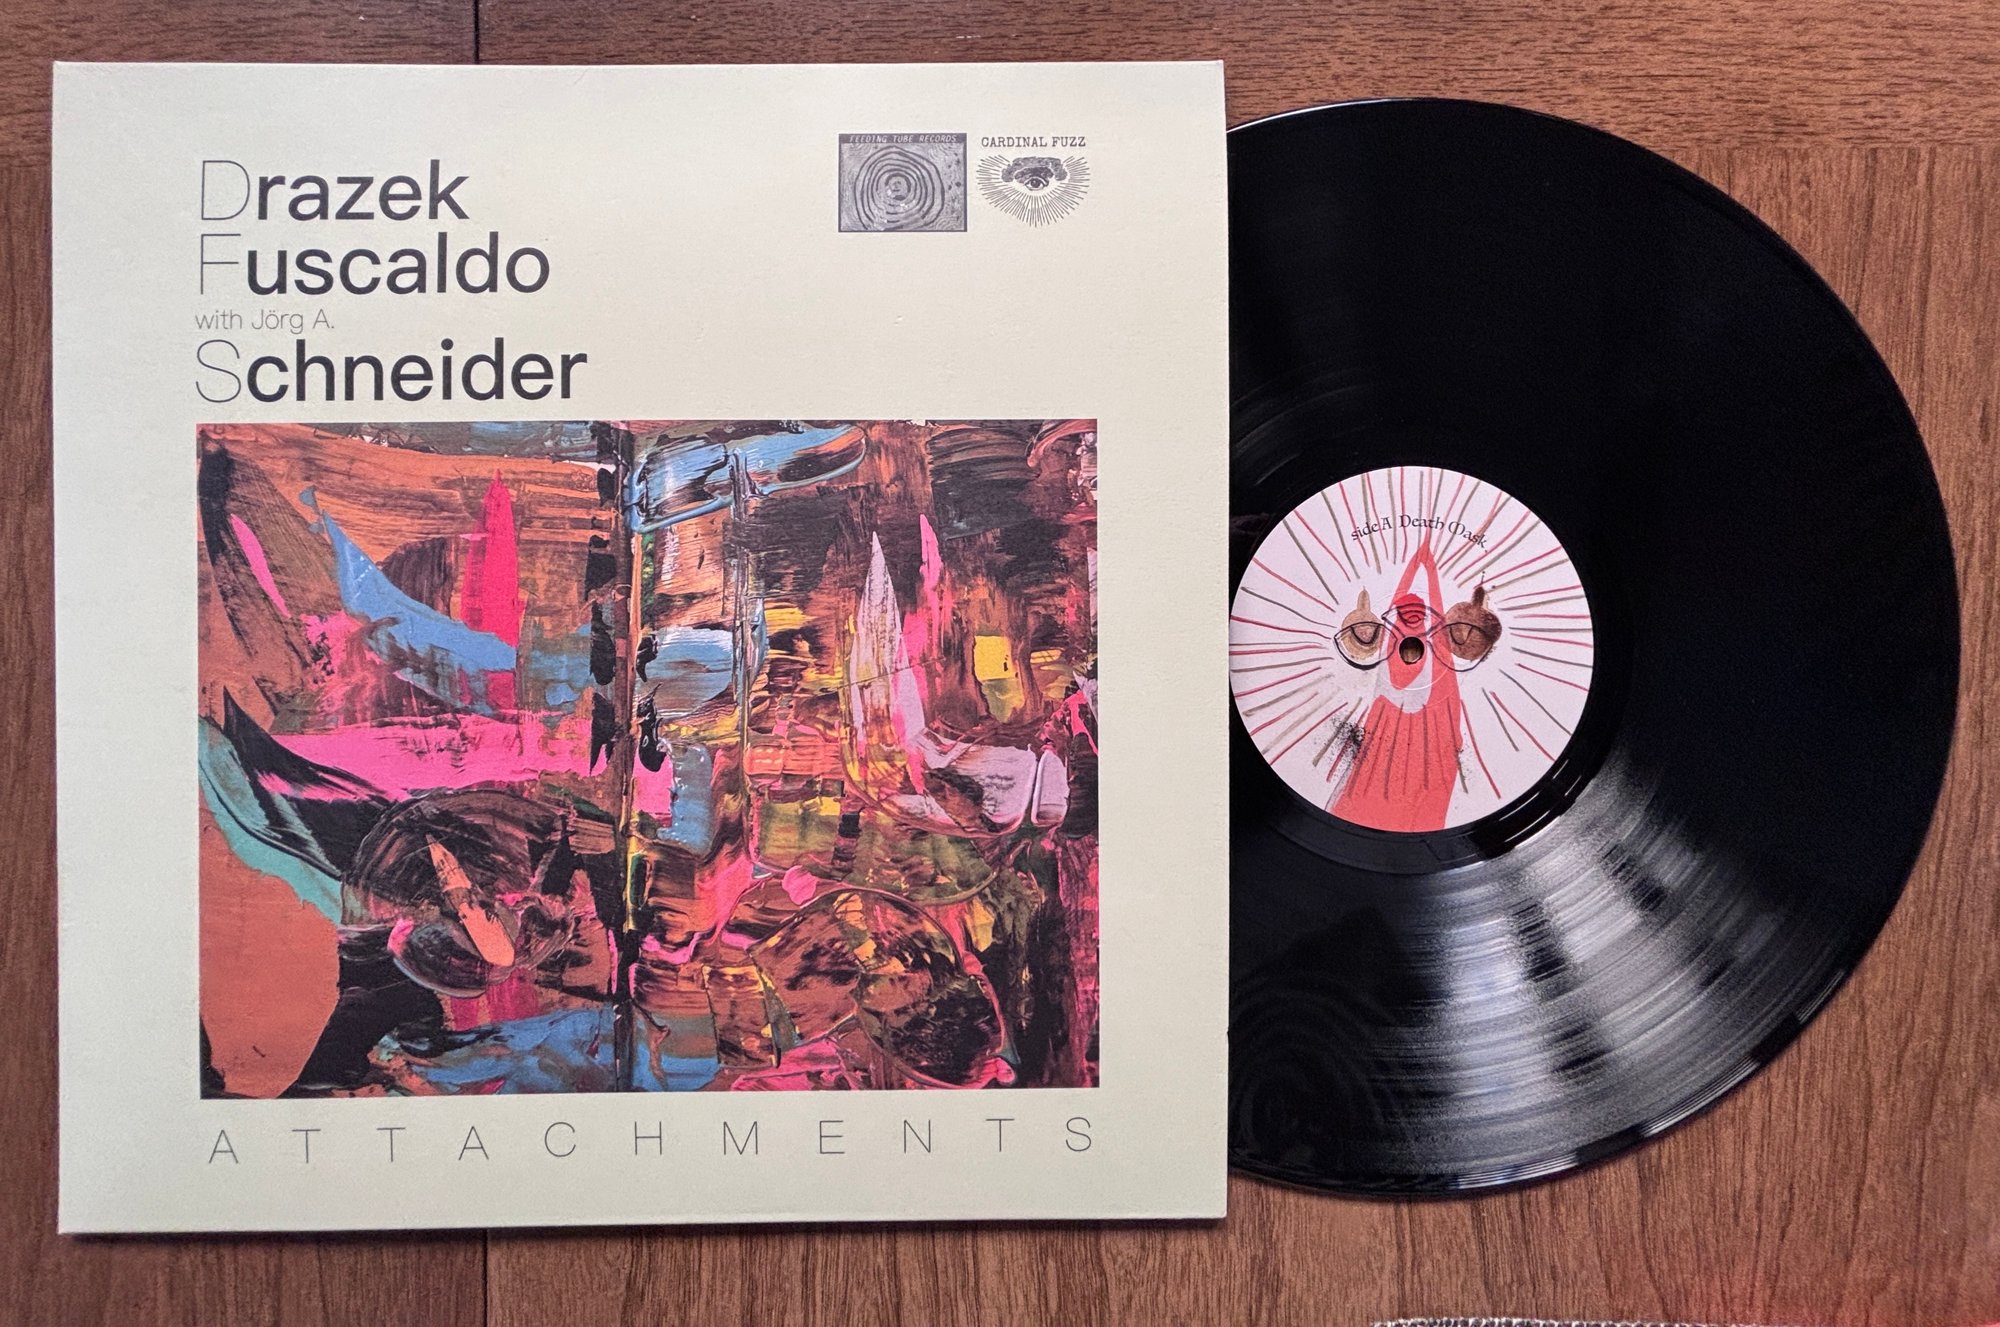 Drazek
Fuscaldo
with Jörg A.
Schneider
FEEDING TUBE RECORDS
CARDINAL FUZZ
ATTACHMENTS
side A Death Mask